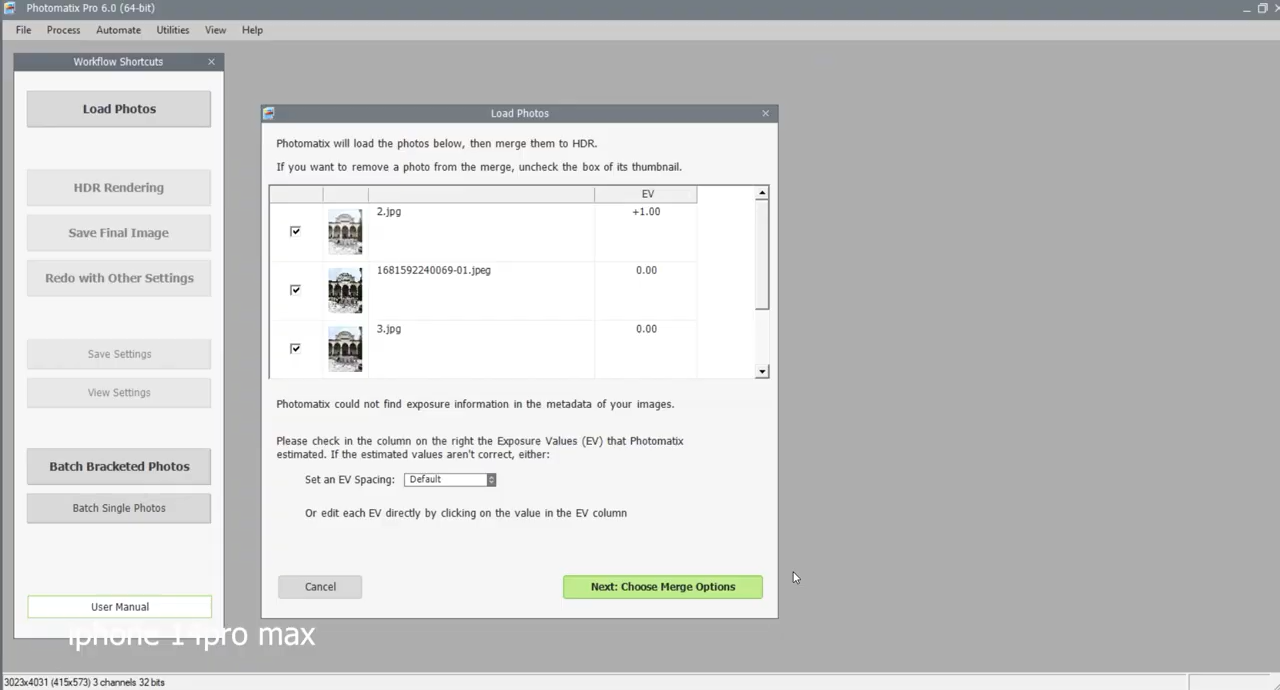 Photomatix Pro 6.0 (64-bit)
File Process Automate Utilities View Help
Workflow Shortcuts
Load Photos
HDR Rendering
Save Final Image
Redo with Other Settings
Save Settings
View Settings
Batch Bracketed Photos
Batch Single Photos
User Manual
Load Photos
Photomatix will load the photos below, then merge them to HDR.
If you want to remove a photo from the merge, uncheck the box of its thumbnail.
EV
2.jpg +1.00
1681592240069-01.jpeg 0.00
3.jpg 0.00
Photomatix could not find exposure information in the metadata of your images.
Please check in the column on the right the Exposure Values (EV) that Photomatix
estimated. If the estimated values aren't correct, either:
Set an EV Spacing: Default
Or edit each EV directly by clicking on the value in the EV column
Cancel
Next: Choose Merge Options
iphone 14pro max
3023x4031 (415x573) 3 channels 32 bits